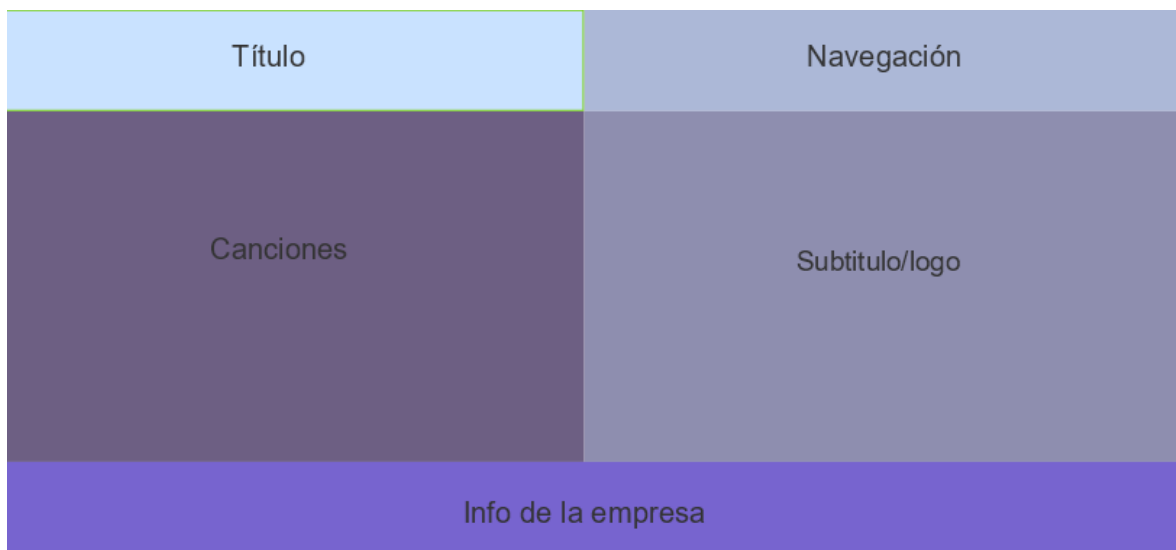 Título
Navegación
Canciones
Subtitulo/logo
Info de la empresa